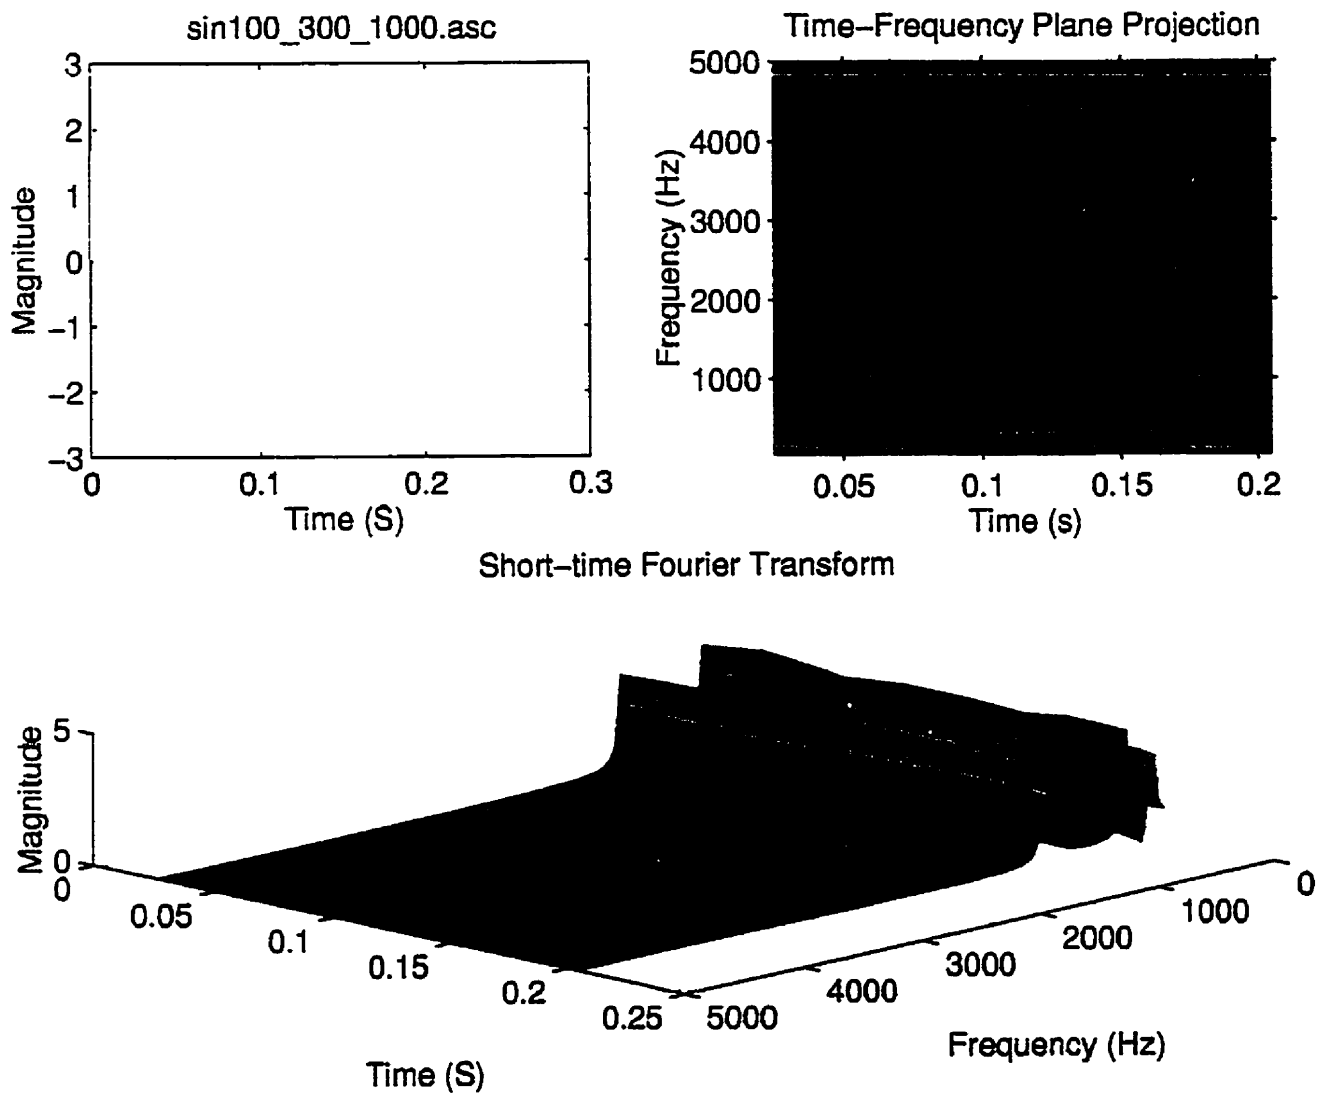 sin100_300_1000.asc
3
2
1
0
−1
−2
−3
Magnitude
0 0.1 0.2 0.3
Time (S)
Time−Frequency Plane Projection
5000
4000
3000
2000
1000
Frequency (Hz)
0.05 0.1 0.15 0.2
Time (s)
Short−time Fourier Transform
5
0
Magnitude
0
0.05
0.1
0.15
0.2
0.25
Time (S)
5000
4000
3000
2000
1000
0
Frequency (Hz)